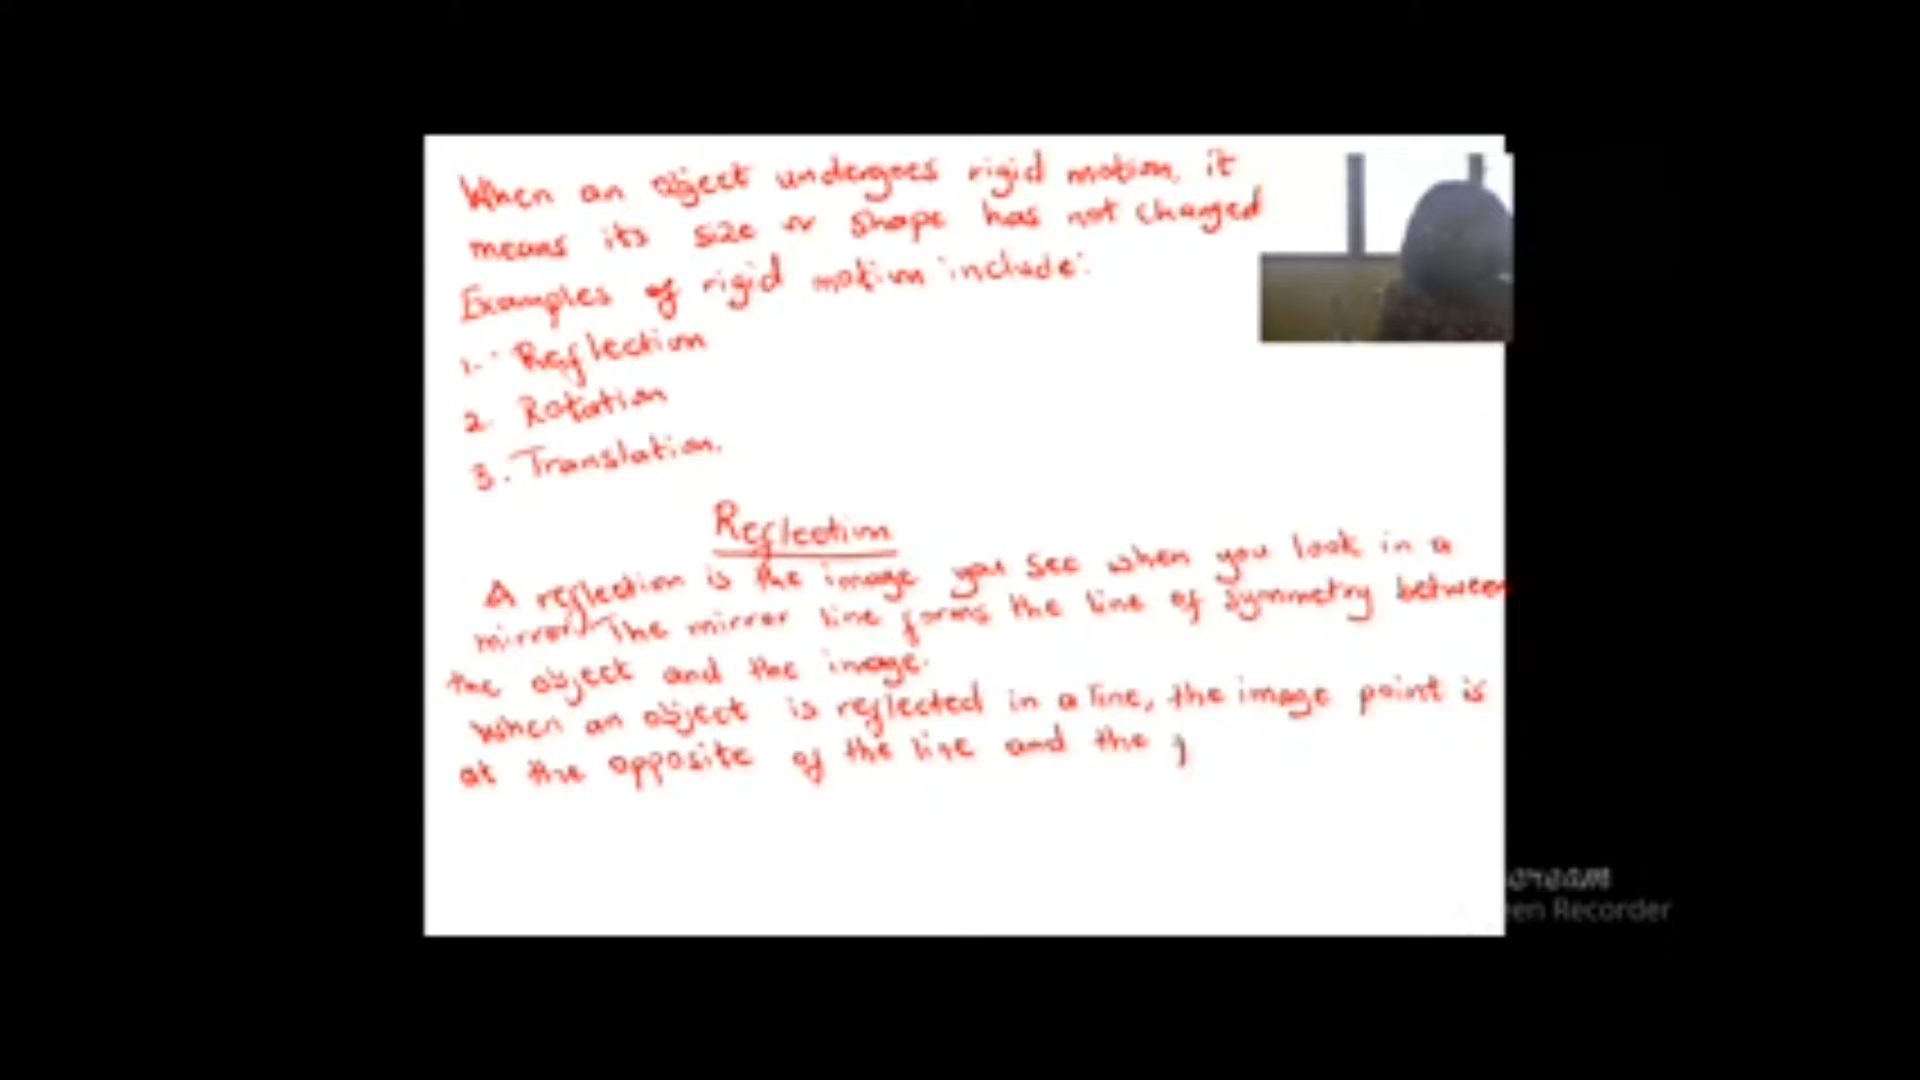 When an object undergoes rigid motion, it
means its size or shape has not changed
Examples of rigid motion include:
1. Reflection
2. Rotation
3. Translation.
Reflection
A reflection is the image you see when you look in a
mirror. The mirror line forms the line of symmetry between
the object and the image.
When an object is reflected in a line, the image point is
at the opposite of the line and the
cream
en Recorder